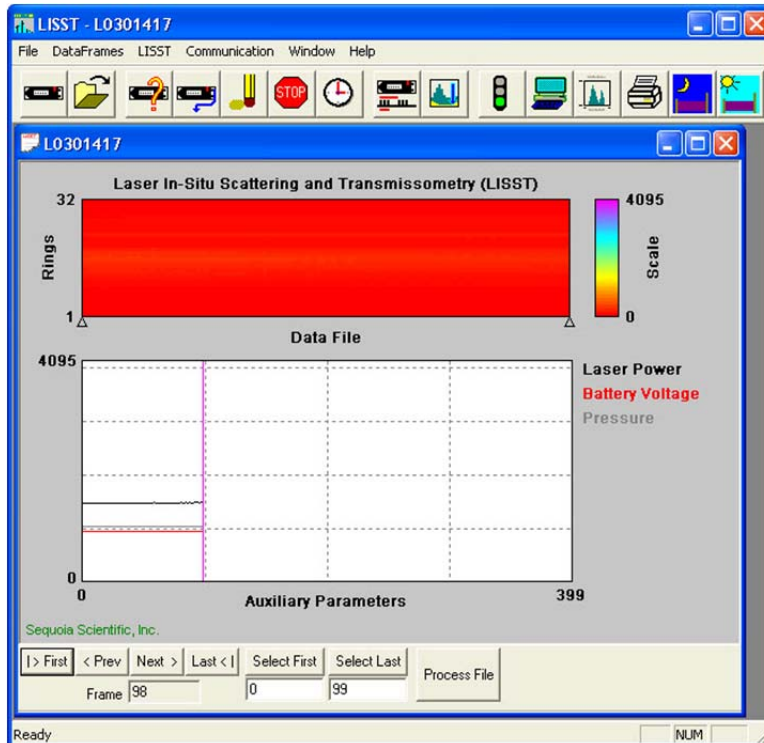 LISST - L0301417
File DataFrames LISST Communication Window Help
STOP
L0301417
Laser In-Situ Scattering and Transmissometry (LISST)
32
Rings
1
4095
Scale
0
Data File
4095
0
0
399
Laser Power
Battery Voltage
Pressure
Auxiliary Parameters
Sequoia Scientific, Inc.
|> First < Prev Next > Last <| Select First Select Last Process File
Frame 98 0 99
Ready NUM